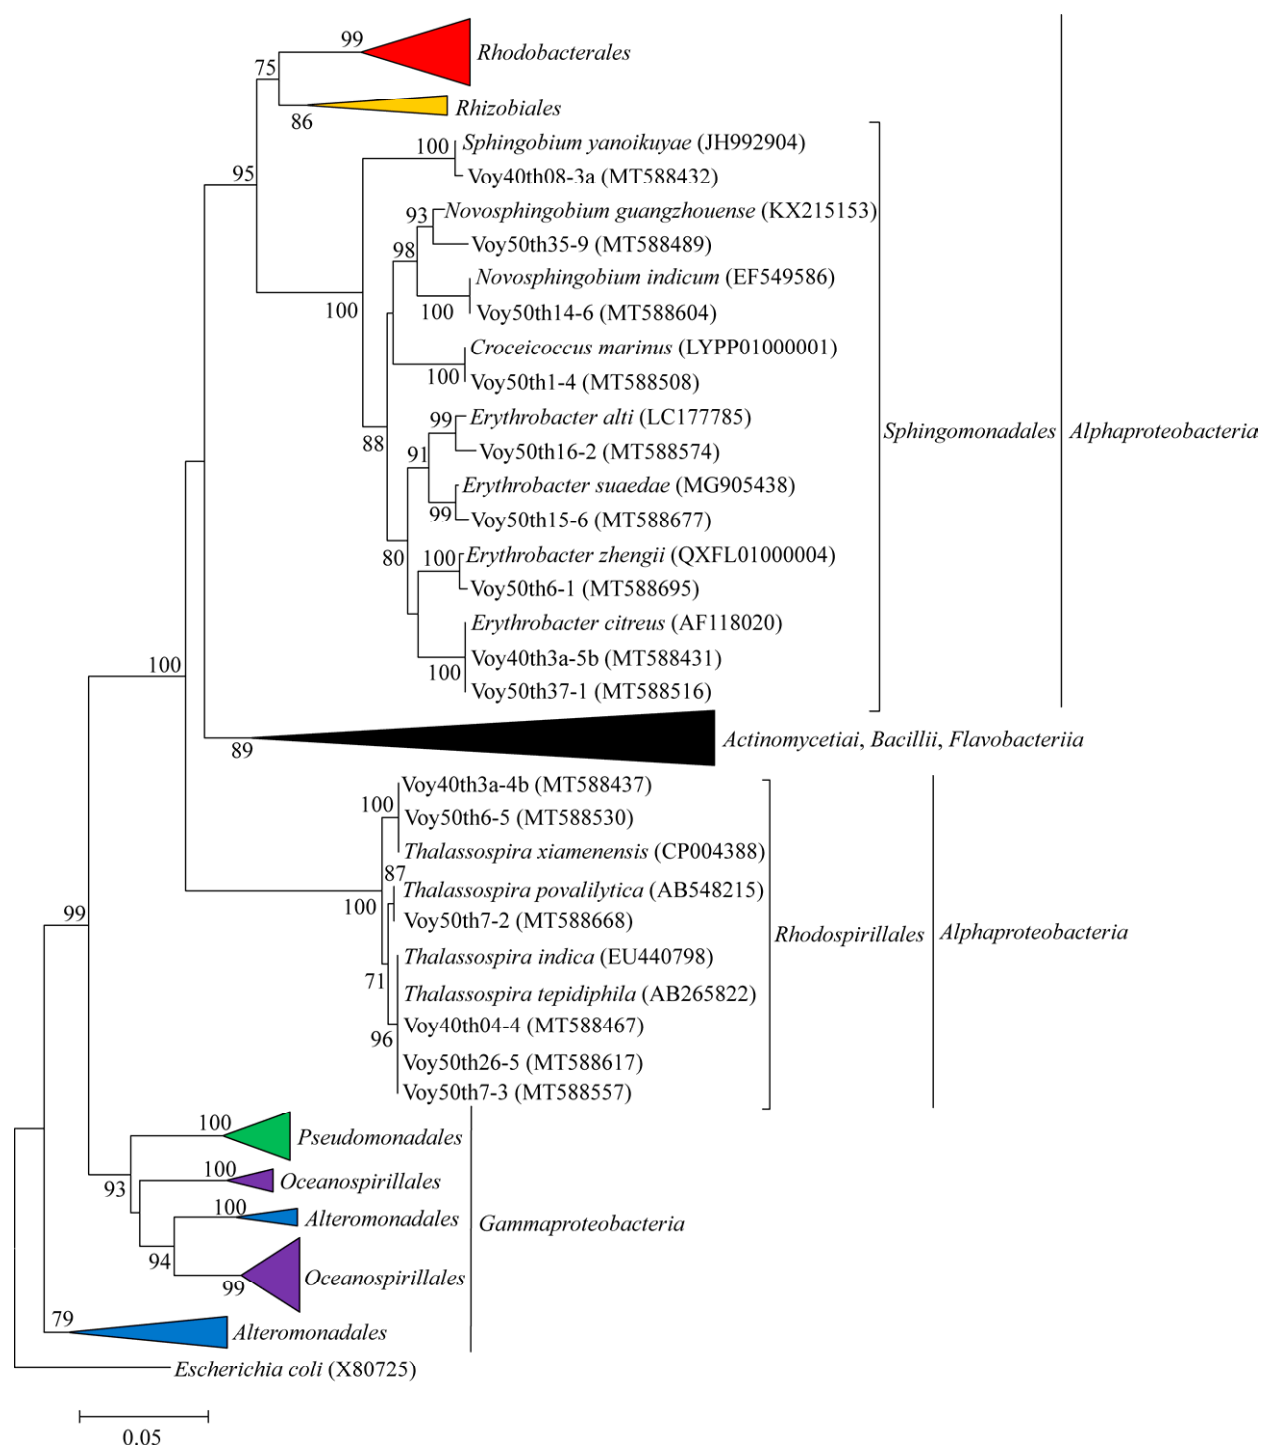 99
Rhodobacterales
75
Rhizobiales
86
Sphingobium yanoikuyae (JH992904)
100
Voy40th08-3a (MT588432)
95
93
Novosphingobium guangzhouense (KX215153)
Voy50th35-9 (MT588489)
98
Novosphingobium indicum (EF549586)
100
Voy50th14-6 (MT588604)
100
Croceicoccus marinus (LYPP01000001)
100
Voy50th1-4 (MT588508)
99
Erythrobacter alti (LC177785)
88
Voy50th16-2 (MT588574)
91
Sphingomonadales
Alphaproteobacteria
Erythrobacter suaedae (MG905438)
99
Voy50th15-6 (MT588677)
80
100
Erythrobacter zhengii (QXFL01000004)
Voy50th6-1 (MT588695)
Erythrobacter citreus (AF118020)
Voy40th3a-5b (MT588431)
100
100
Voy50th37-1 (MT588516)
89
Actinomycetiai, Bacillii, Flavobacteriia
Voy40th3a-4b (MT588437)
100
Voy50th6-5 (MT588530)
Thalassospira xiamenensis (CP004388)
87
Thalassospira povalilytica (AB548215)
100
99
Voy50th7-2 (MT588668)
Rhodospirillales
Alphaproteobacteria
Thalassospira indica (EU440798)
71
Thalassospira tepidiphila (AB265822)
Voy40th04-4 (MT588467)
96
Voy50th26-5 (MT588617)
Voy50th7-3 (MT588557)
100
Pseudomonadales
93
100
Oceanospirillales
100
Alteromonadales
Gammaproteobacteria
94
99
Oceanospirillales
79
Alteromonadales
Escherichia coli (X80725)
0.05